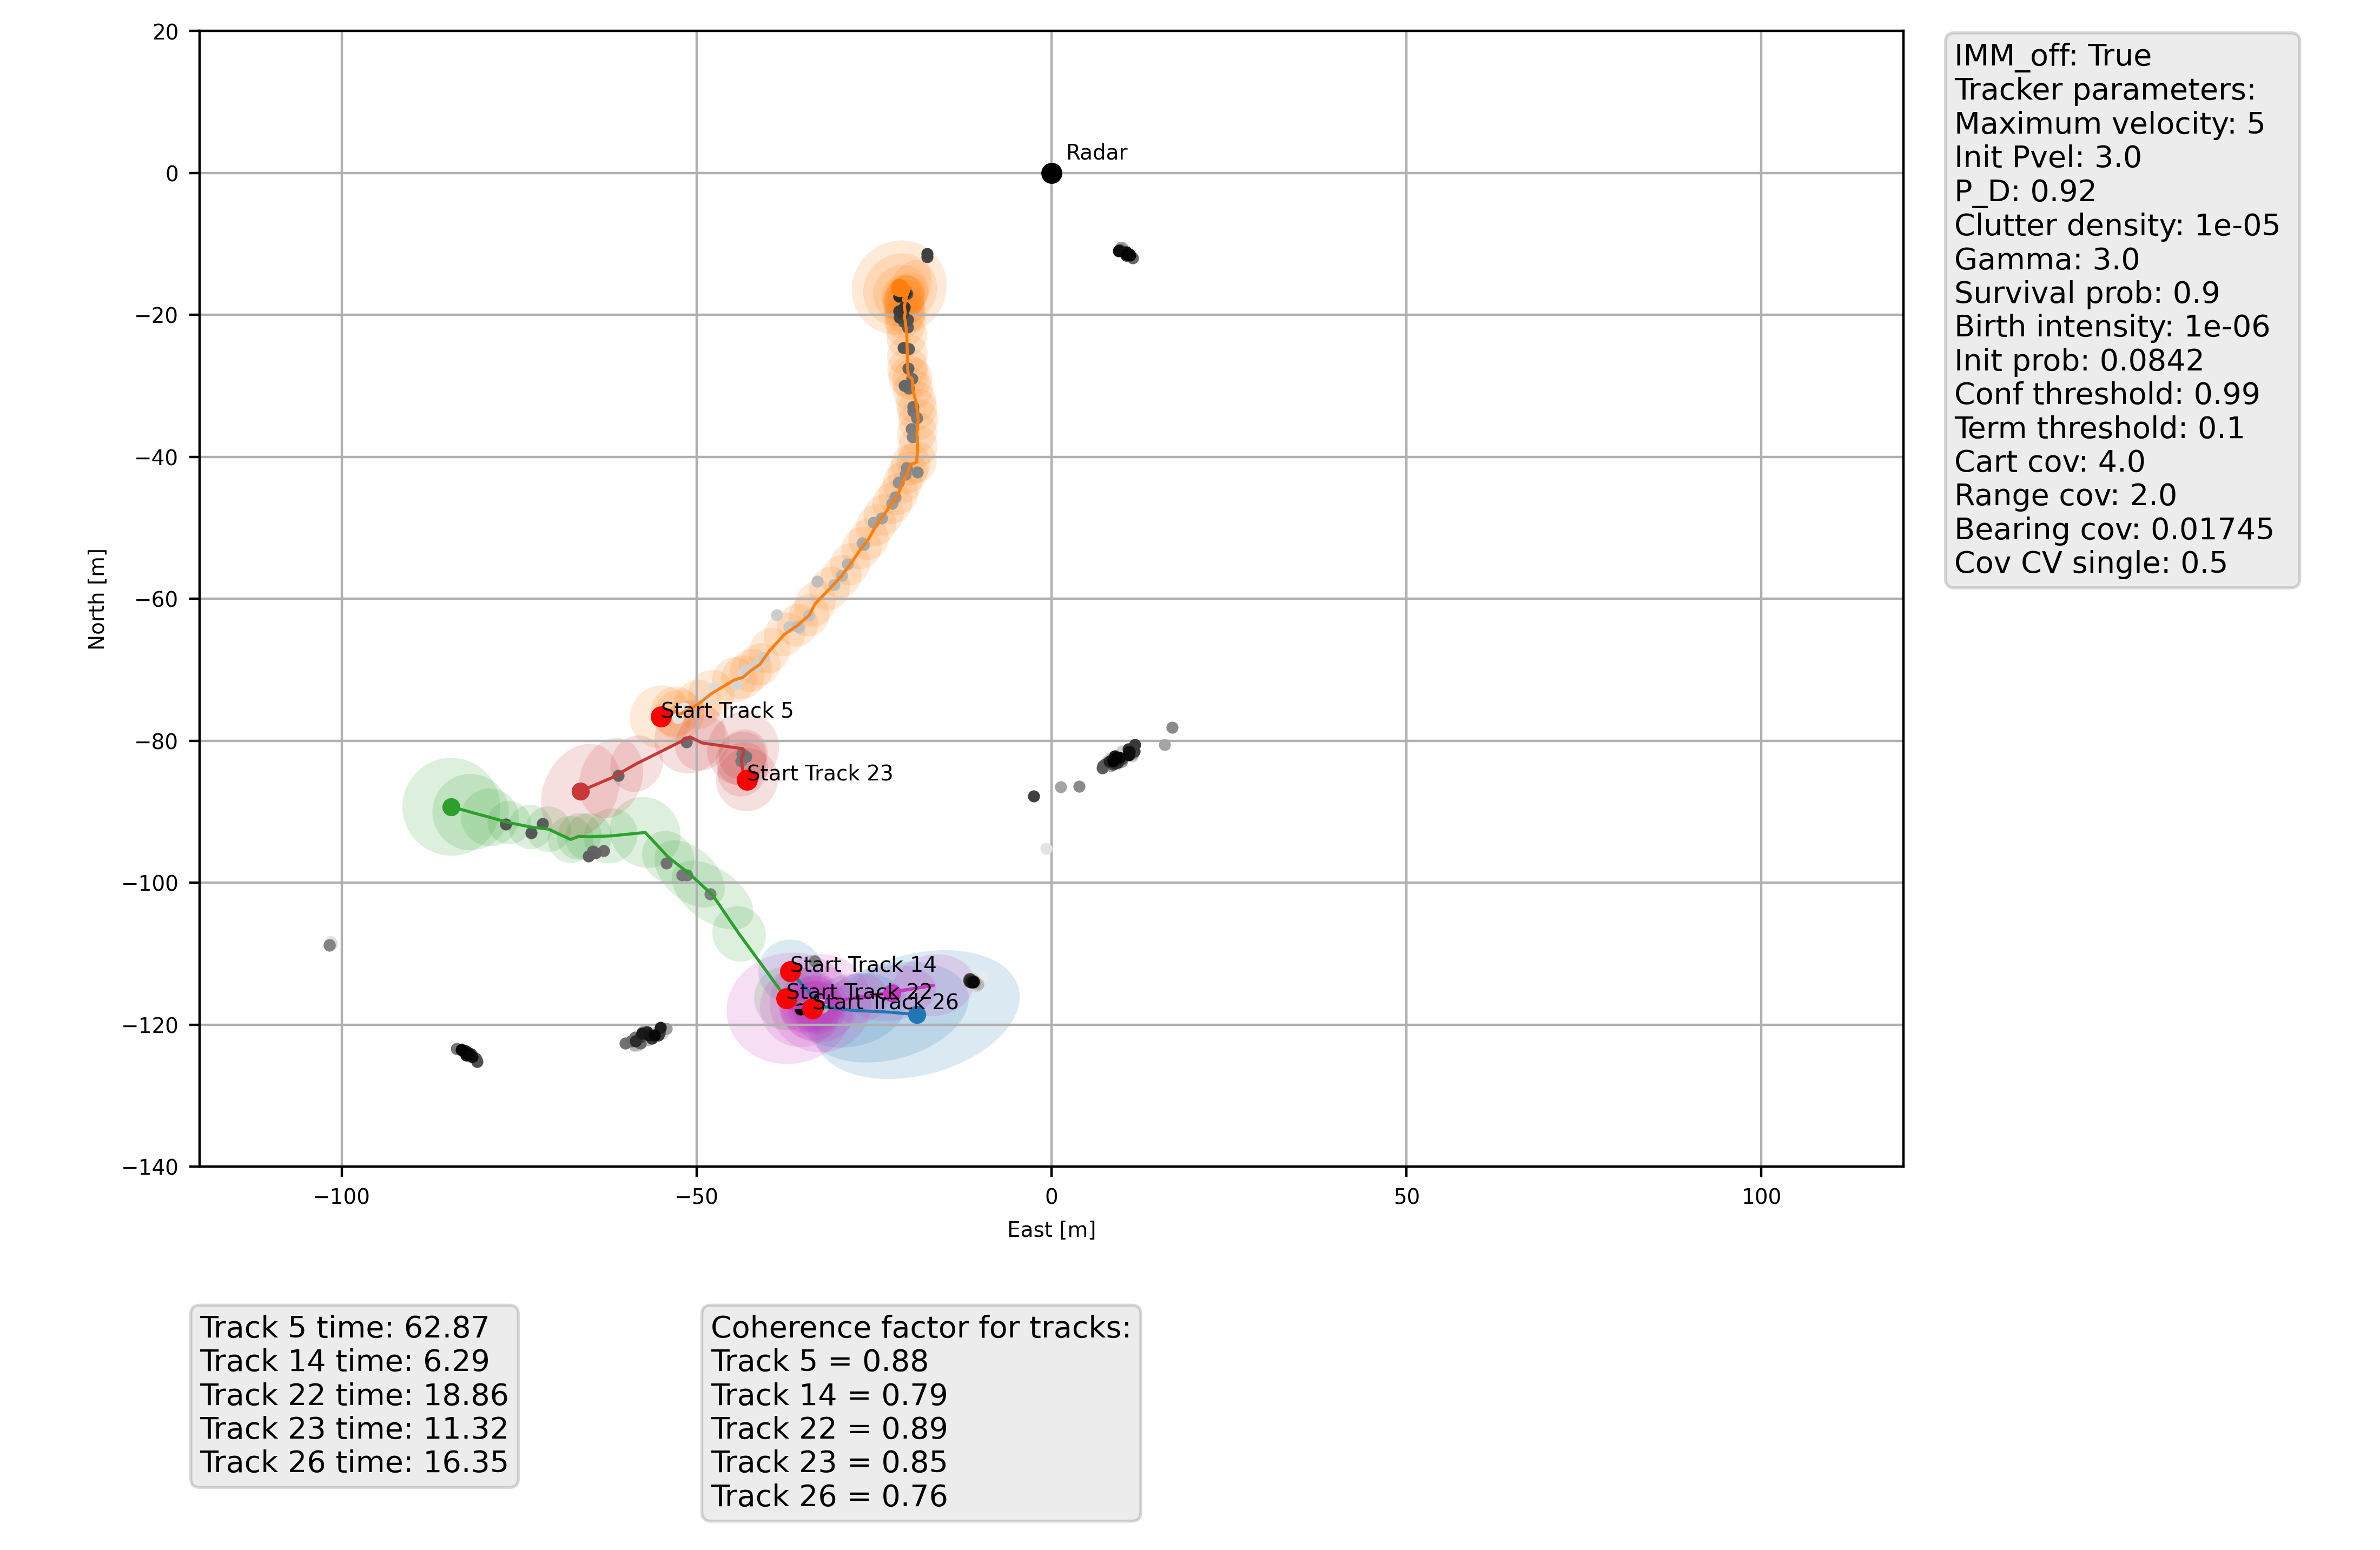 20
0
−20
−40
−60
−80
−100
−120
−140
North [m]
−100
−50
0
50
100
East [m]
Radar
Start Track 5
Start Track 23
Start Track 14
Start Track 22
Start Track 26
IMM_off: True
Tracker parameters:
Maximum velocity: 5
Init Pvel: 3.0
P_D: 0.92
Clutter density: 1e-05
Gamma: 3.0
Survival prob: 0.9
Birth intensity: 1e-06
Init prob: 0.0842
Conf threshold: 0.99
Term threshold: 0.1
Cart cov: 4.0
Range cov: 2.0
Bearing cov: 0.01745
Cov CV single: 0.5
Track 5 time: 62.87
Track 14 time: 6.29
Track 22 time: 18.86
Track 23 time: 11.32
Track 26 time: 16.35
Coherence factor for tracks:
Track 5 = 0.88
Track 14 = 0.79
Track 22 = 0.89
Track 23 = 0.85
Track 26 = 0.76